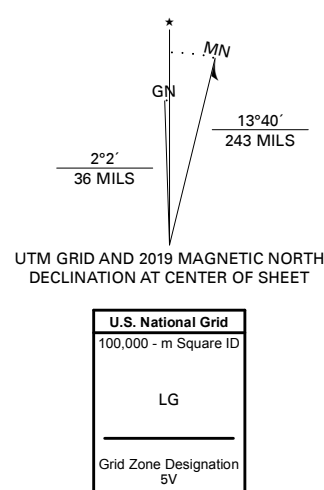 ★
MN
GN
13°40´
243 MILS
2°2´
36 MILS
UTM GRID AND 2019 MAGNETIC NORTH
DECLINATION AT CENTER OF SHEET
U.S. National Grid
100,000 - m Square ID
LG
Grid Zone Designation
5V